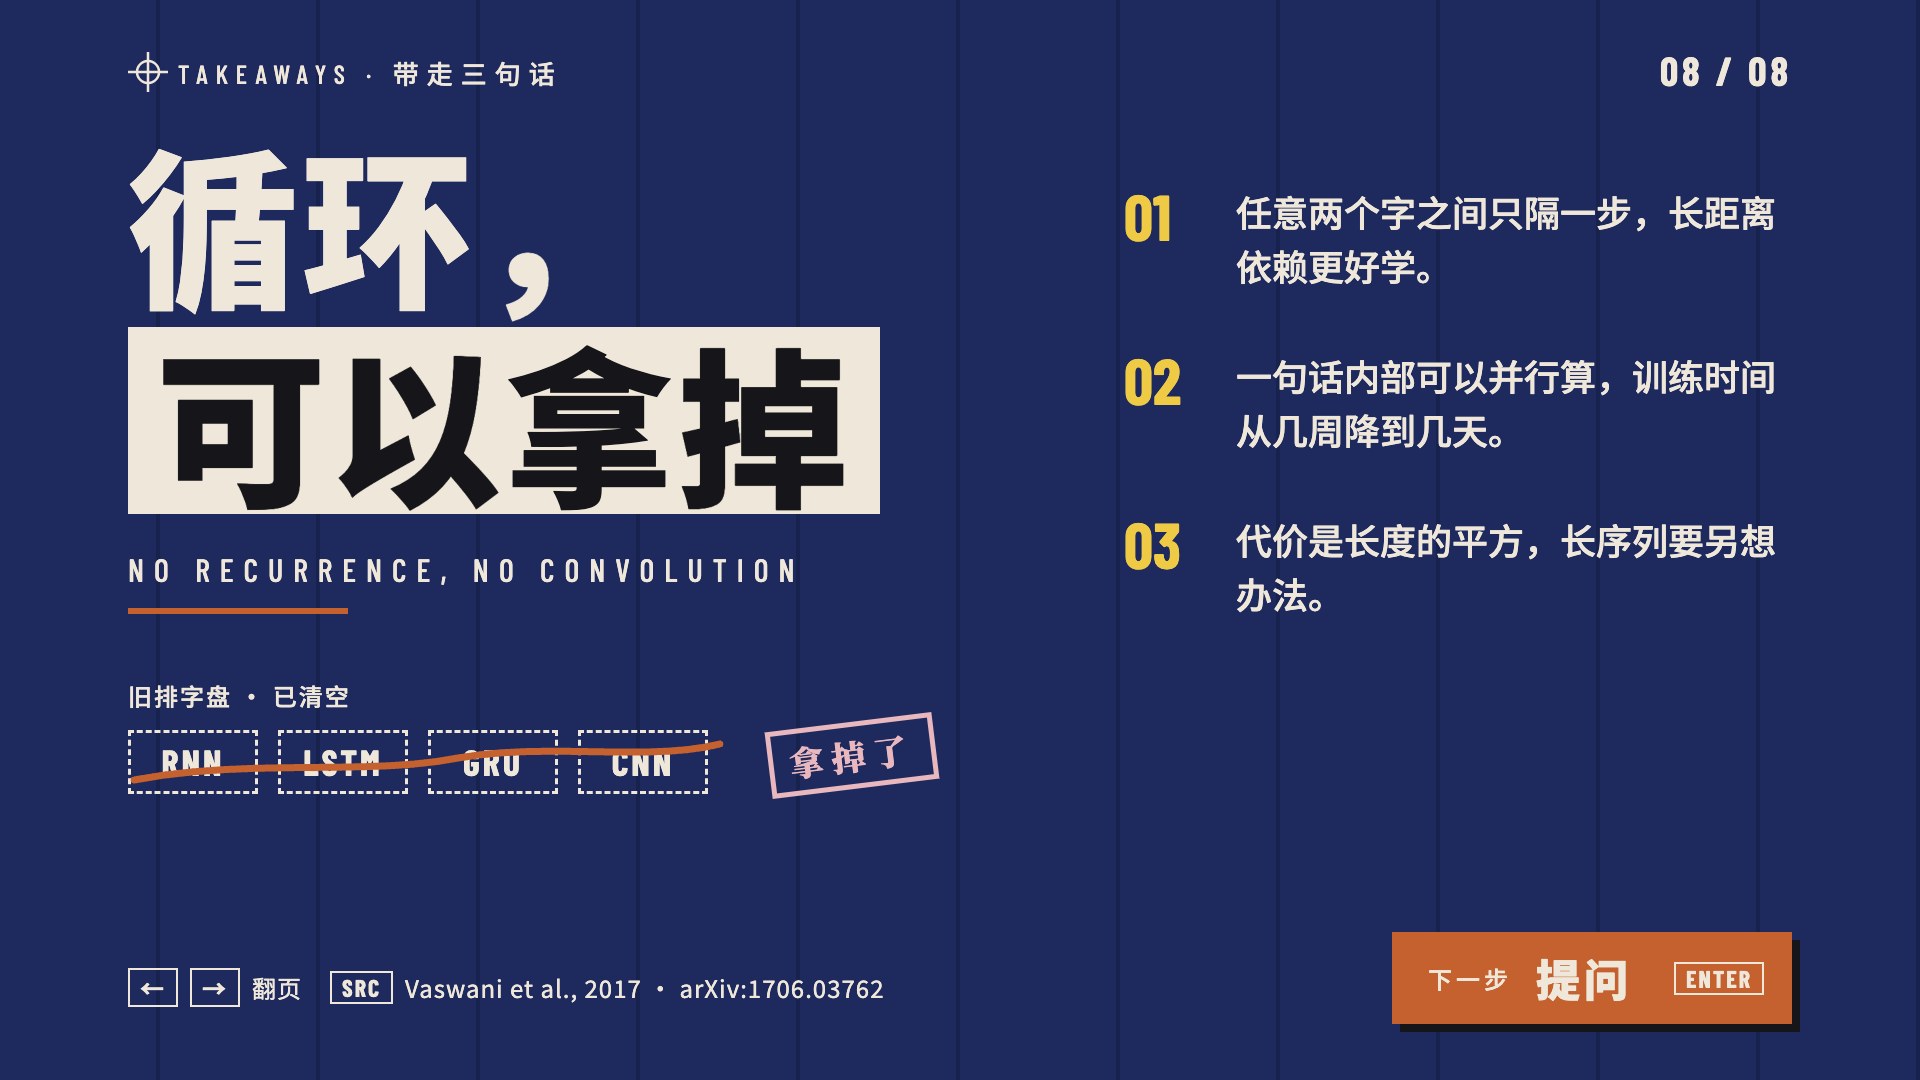 TAKEAWAYS · 带走三句话
08 / 08
循环，
可以拿掉
NO RECURRENCE, NO CONVOLUTION
旧排字盘 · 已清空
RNN LSTM GRU CNN
拿掉了
01 任意两个字之间只隔一步，长距离
依赖更好学。
02 一句话内部可以并行算，训练时间
从几周降到几天。
03 代价是长度的平方，长序列要另想
办法。
← → 翻页 SRC Vaswani et al., 2017 · arXiv:1706.03762
下一步 提问 ENTER